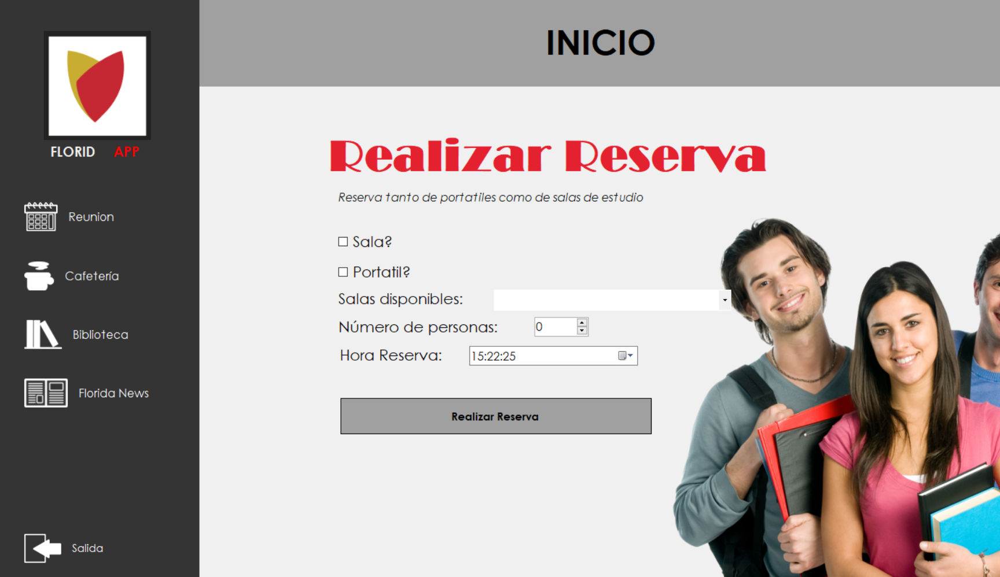 FLORID APP
Reunion
Cafetería
Biblioteca
Florida News
Salida
INICIO
Realizar Reserva
Reserva tanto de portatiles como de salas de estudio
Sala?
Portatil?
Salas disponibles:
Número de personas: 0
Hora Reserva: 15:22:25
Realizar Reserva